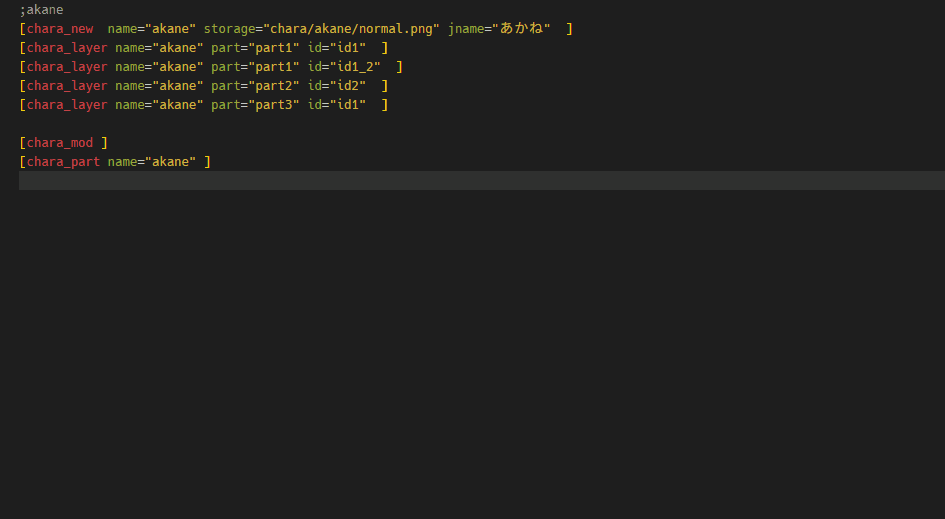 ;akane
[chara_new  name="akane" storage="chara/akane/normal.png" jname="あかね"  ]
[chara_layer name="akane" part="part1" id="id1"  ]
[chara_layer name="akane" part="part1" id="id1_2"  ]
[chara_layer name="akane" part="part2" id="id2"  ]
[chara_layer name="akane" part="part3" id="id1"  ]
[chara_mod ]
[chara_part name="akane" ]